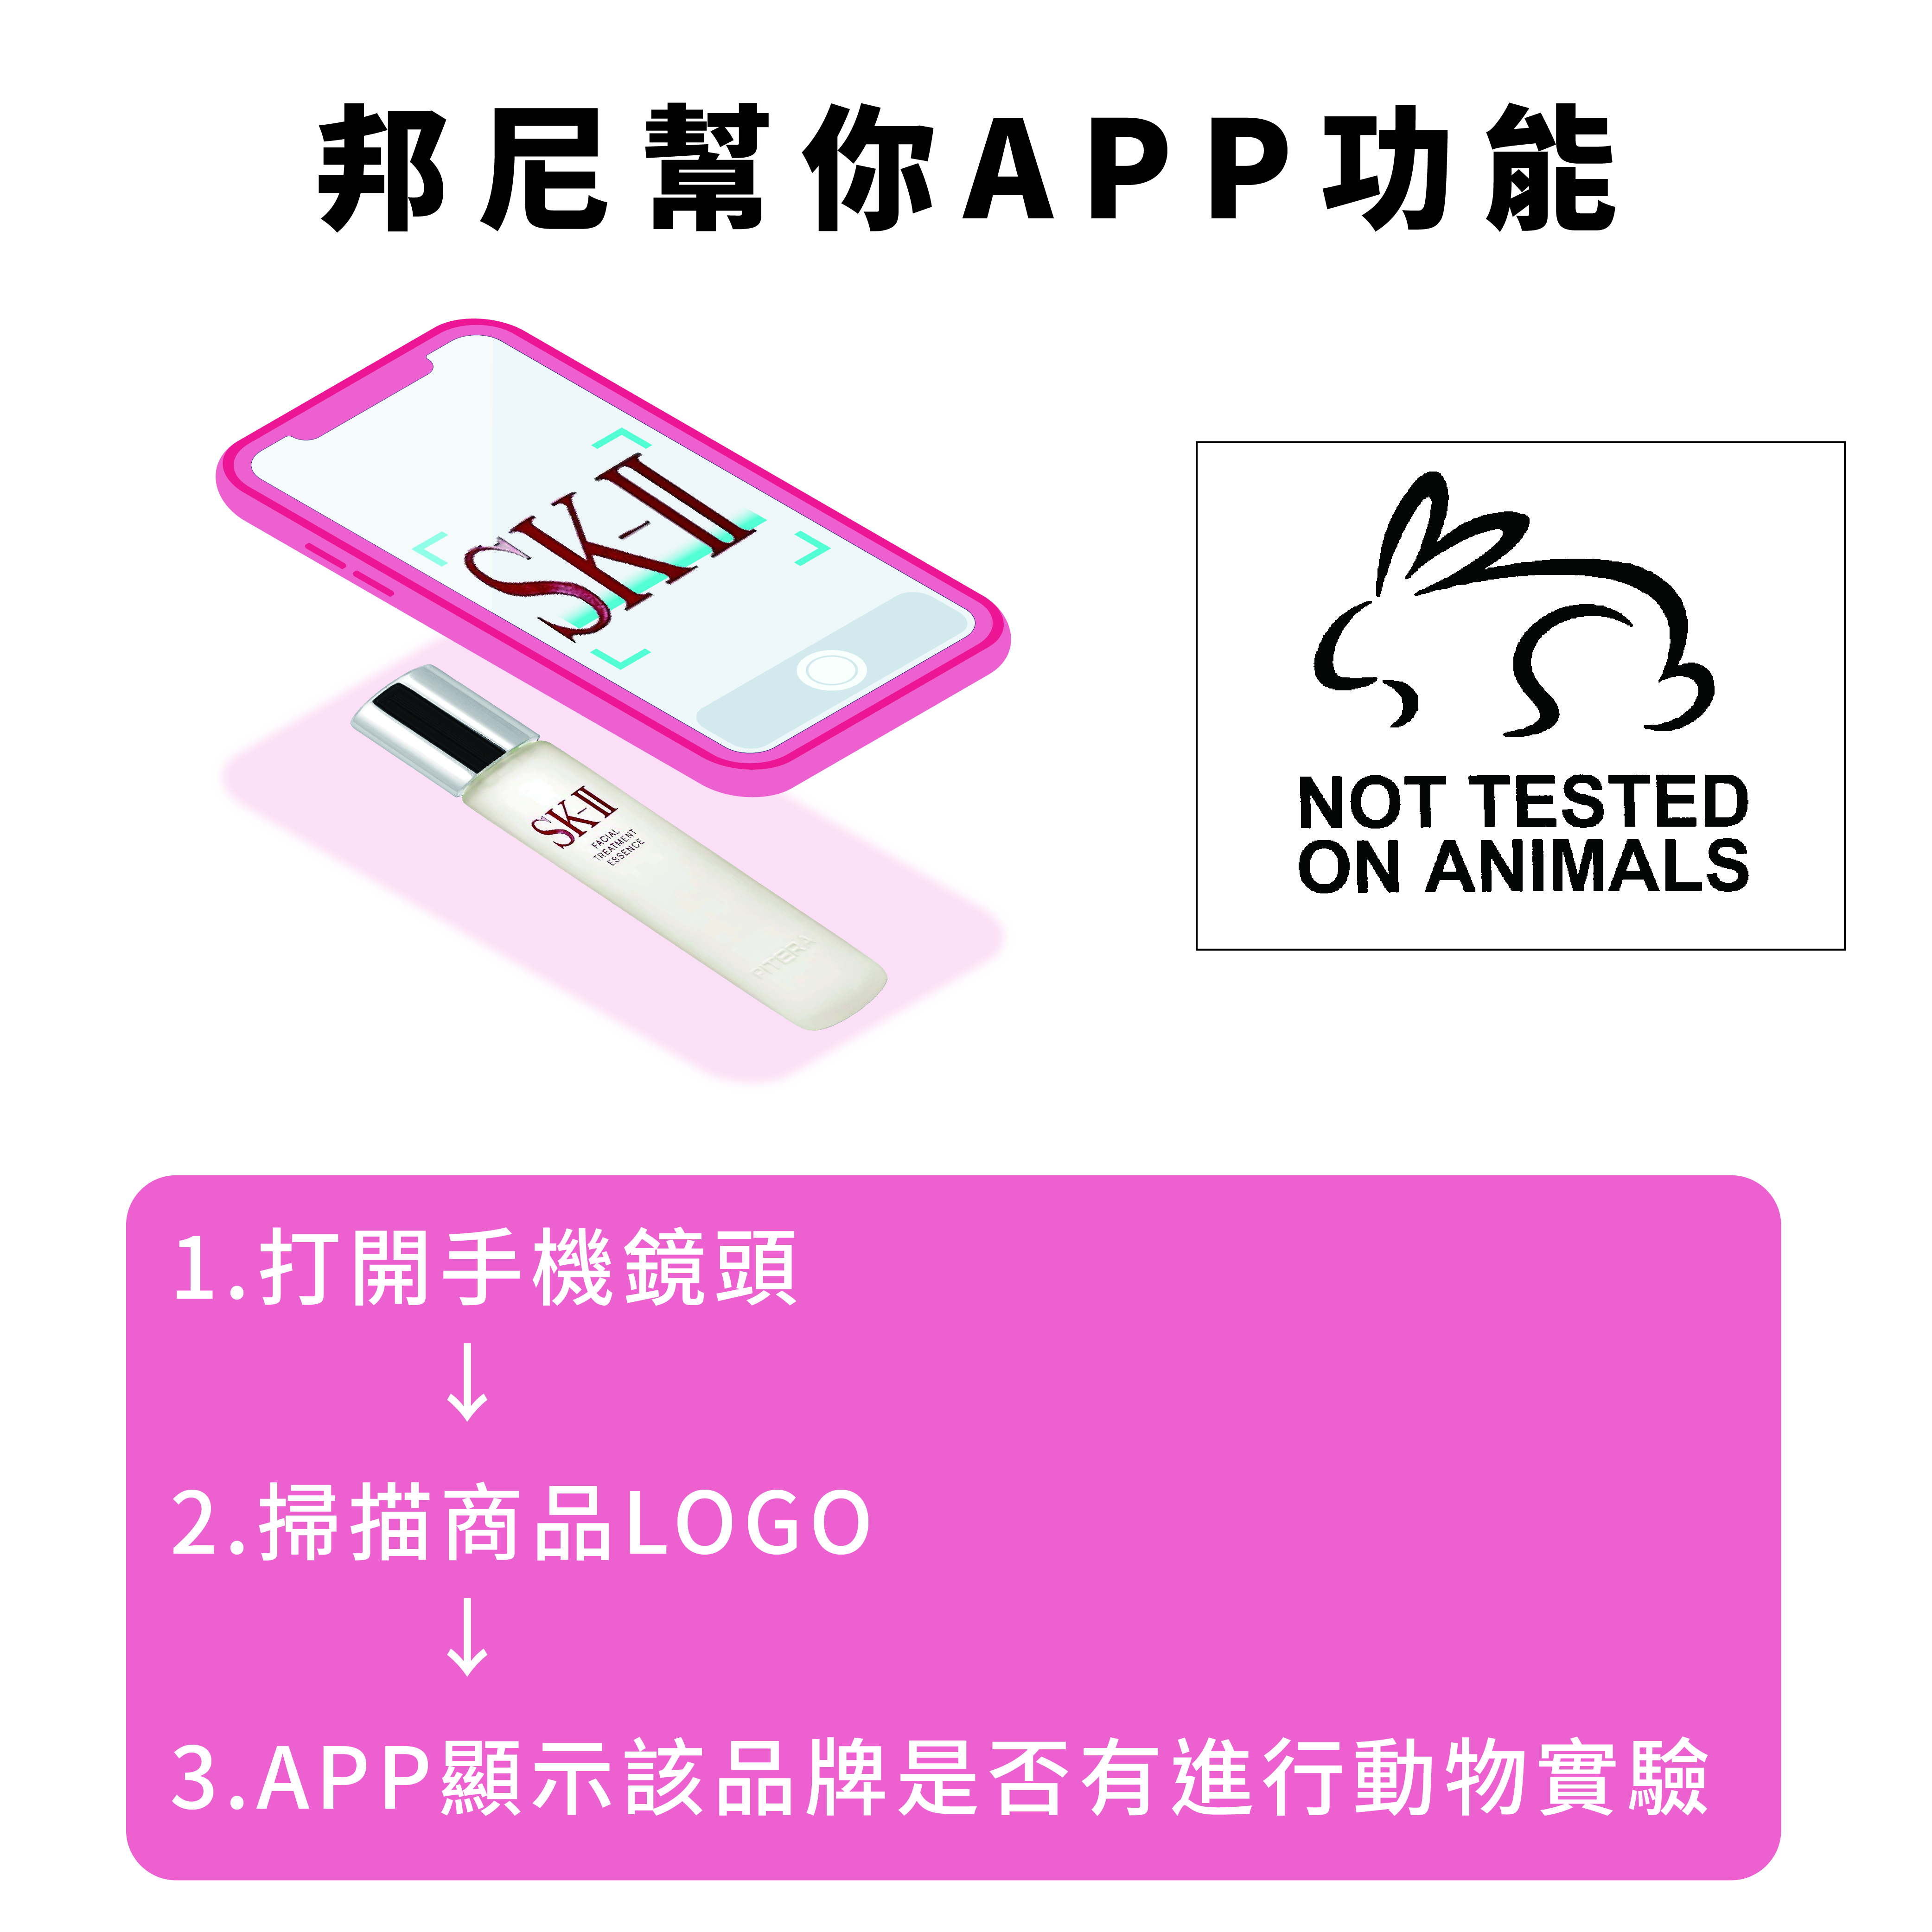 邦尼幫你APP功能
SK-II
SK-II
FACIAL
TREATMENT
ESSENCE
PITERA
NOT TESTED
ON ANIMALS
1.打開手機鏡頭
↓
2.掃描商品LOGO
↓
3.APP顯示該品牌是否有進行動物實驗